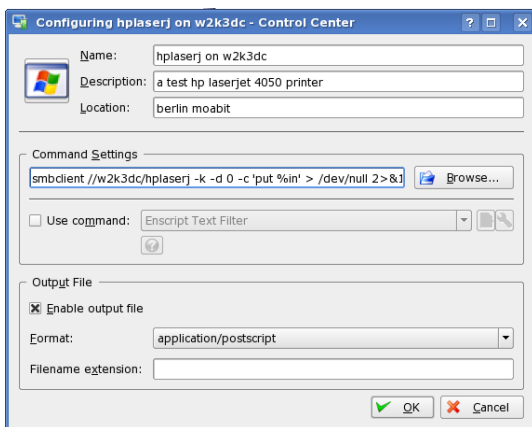 Configuring hplaserj on w2k3dc - Control Center
Name: hplaserj on w2k3dc
Description: a test hp laserjet 4050 printer
Location: berlin moabit
Command Settings
smbclient //w2k3dc/hplaserj -k -d 0 -c 'put %in' > /dev/null 2>&1 Browse...
Use command: Enscript Text Filter
Output File
Enable output file
Format: application/postscript
Filename extension:
OK Cancel